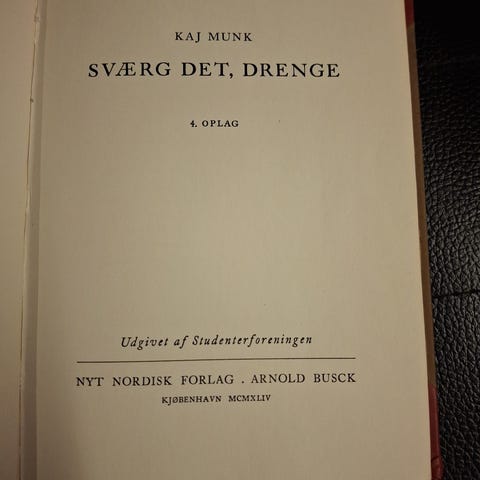 KAJ MUNK
SVÆRG DET, DRENGE
4. OPLAG
Udgivet af Studenterforeningen
NYT NORDISK FORLAG . ARNOLD BUSCK
KJØBENHAVN MCMXLIV